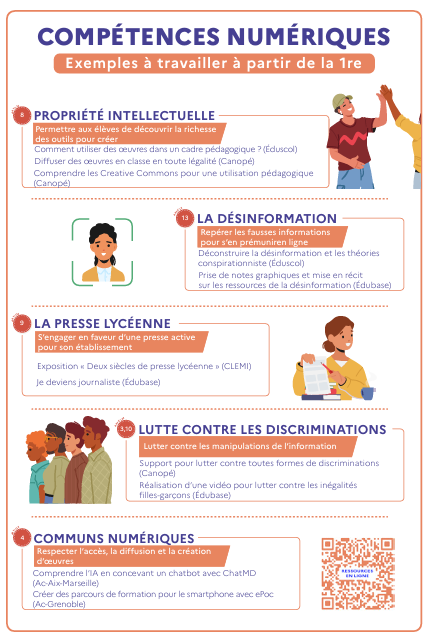 COMPÉTENCES NUMÉRIQUES
Exemples à travailler à partir de la 1re
8
PROPRIÉTÉ INTELLECTUELLE
Permettre aux élèves de découvrir la richesse
des outils pour créer
Comment utiliser des œuvres dans un cadre pédagogique ? (Éduscol)
Diffuser des œuvres en classe en toute légalité (Canopé)
Comprendre les Creative Commons pour une utilisation pédagogique
(Canopé)
13
LA DÉSINFORMATION
Repérer les fausses informations
pour s'en prémuniren ligne
Déconstruire la désinformation et les théories
conspirationniste (Éduscol)
Prise de notes graphiques et mise en récit
sur les ressources de la désinformation (Édubase)
9
LA PRESSE LYCÉENNE
S'engager en faveur d'une presse active
pour son établissement
Exposition « Deux siècles de presse lycéenne » (CLEMI)
Je deviens journaliste (Édubase)
3,10
LUTTE CONTRE LES DISCRIMINATIONS
Lutter contre les manipulations de l'information
Support pour lutter contre toutes formes de discriminations
(Canopé)
Réalisation d'une vidéo pour lutter contre les inégalités
filles-garçons (Édubase)
4
COMMUNS NUMÉRIQUES
Respecter l'accès, la diffusion et la création
d'œuvres
Comprendre l'IA en concevant un chatbot avec ChatMD
(Ac-Aix-Marseille)
Créer des parcours de formation pour le smartphone avec ePoc
(Ac-Grenoble)
RESSOURCES
EN LIGNE